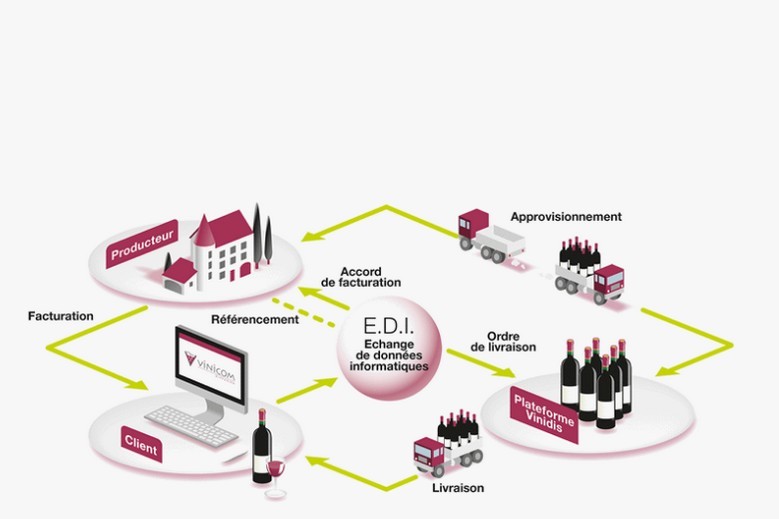 Approvisionnement
Producteur
Accord
de facturation
Facturation
Référencement
E.D.I.
Echange
de données
informatiques
Ordre
de livraison
VINICOM
Plateforme
Vinidis
Client
Livraison